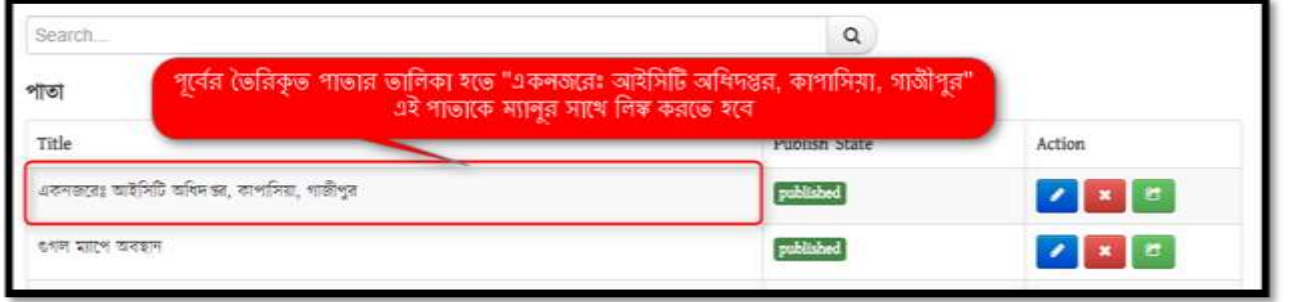 Search...
পূর্বের তৈরিকৃত পাতার তালিকা হতে "একনজরেঃ আইসিটি অধিদপ্তর, কাপাসিয়া, গাজীপুর"
এই পাতাকে ম্যানুর সাথে লিঙ্ক করতে হবে
পাতা
Title Publish State Action
একনজরেঃ আইসিটি অধিদপ্তর, কাপাসিয়া, গাজীপুর published
গুগল ম্যাপে অবস্থান published